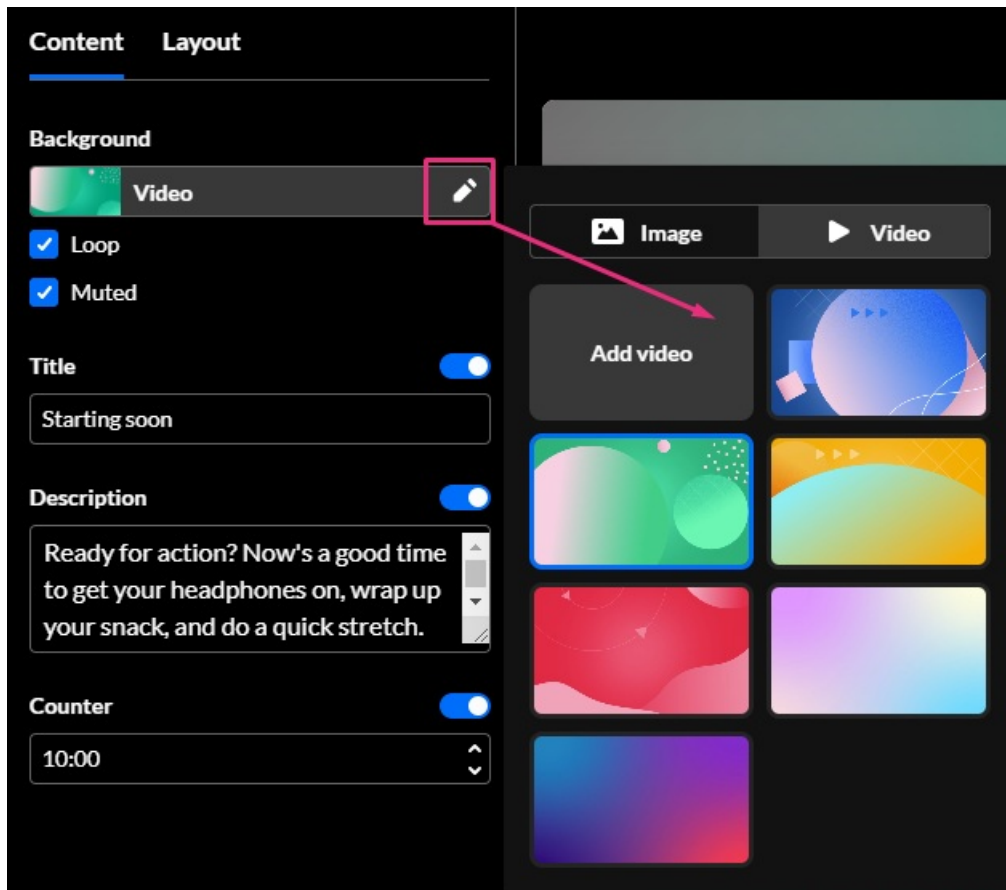 Content Layout
Background
Video
Loop
Muted
Title
Starting soon
Description
Ready for action? Now's a good time
to get your headphones on, wrap up
your snack, and do a quick stretch.
Counter
10:00
Image Video
Add video